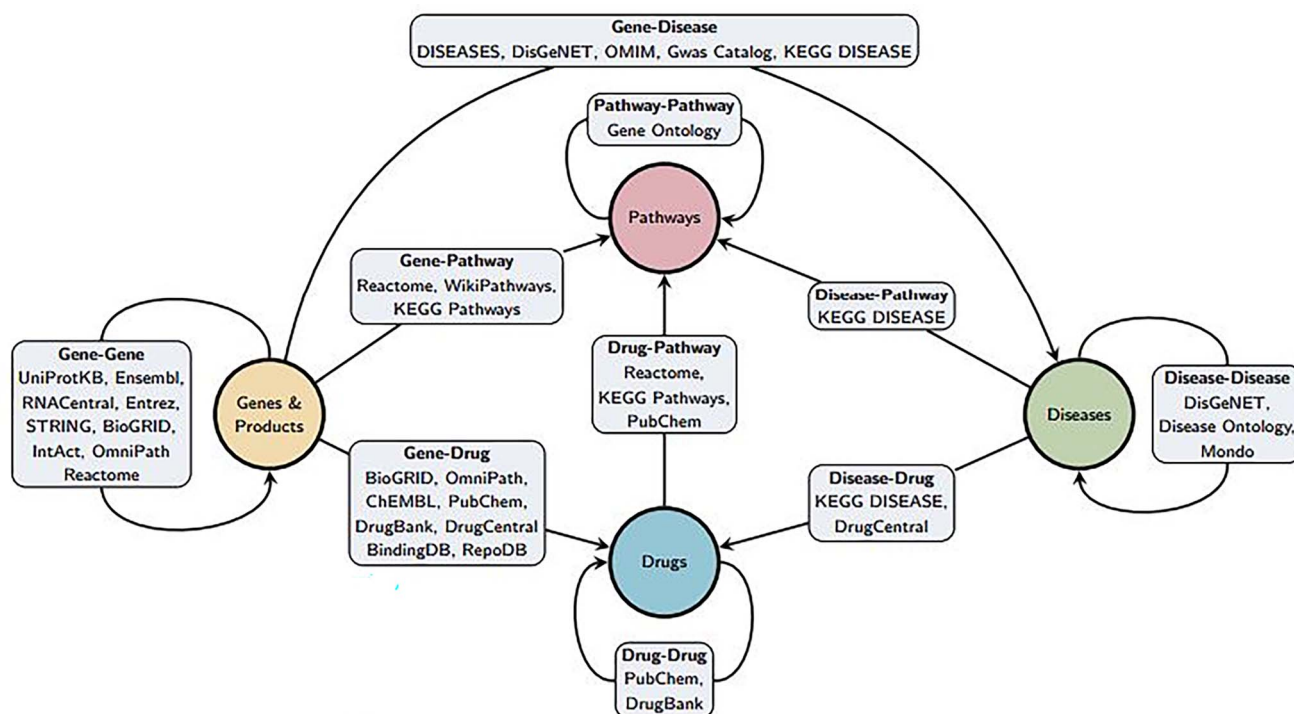 Gene-Disease
DISEASES, DisGeNET, OMIM, Gwas Catalog, KEGG DISEASE
Pathway-Pathway
Gene Ontology
Pathways
Gene-Pathway
Reactome, WikiPathways,
KEGG Pathways
Disease-Pathway
KEGG DISEASE
Gene-Gene
UniProtKB, Ensembl,
RNACentral, Entrez,
STRING, BioGRID,
IntAct, OmniPath
Reactome
Genes &
Products
Drug-Pathway
Reactome,
KEGG Pathways,
PubChem
Diseases
Disease-Disease
DisGeNET,
Disease Ontology,
Mondo
Gene-Drug
BioGRID, OmniPath,
ChEMBL, PubChem,
DrugBank, DrugCentral
BindingDB, RepoDB
Disease-Drug
KEGG DISEASE,
DrugCentral
Drugs
Drug-Drug
PubChem,
DrugBank